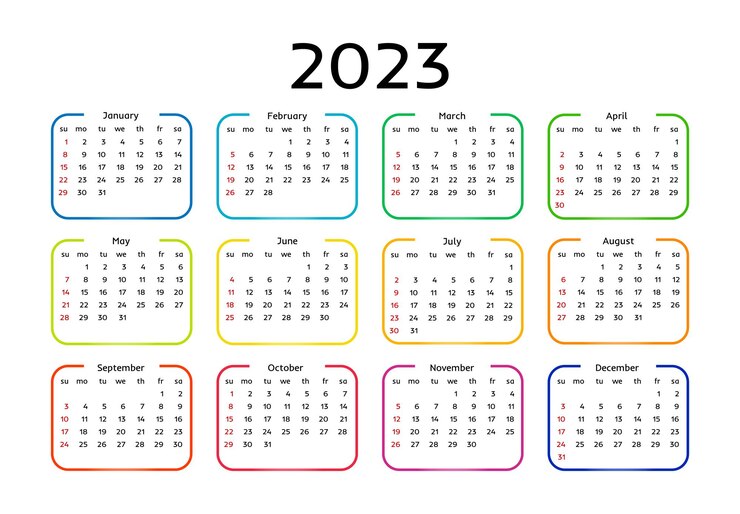 2023
January
su mo tu we th fr sa
1 2 3 4 5 6 7
8 9 10 11 12 13 14
15 16 17 18 19 20 21
22 23 24 25 26 27 28
29 30 31
February
su mo tu we th fr sa
1 2 3 4
5 6 7 8 9 10 11
12 13 14 15 16 17 18
19 20 21 22 23 24 25
26 27 28
March
su mo tu we th fr sa
1 2 3 4
5 6 7 8 9 10 11
12 13 14 15 16 17 18
19 20 21 22 23 24 25
26 27 28 29 30 31
April
su mo tu we th fr sa
1
2 3 4 5 6 7 8
9 10 11 12 13 14 15
16 17 18 19 20 21 22
23 24 25 26 27 28 29
30
May
su mo tu we th fr sa
1 2 3 4 5 6
7 8 9 10 11 12 13
14 15 16 17 18 19 20
21 22 23 24 25 26 27
28 29 30 31
June
su mo tu we th fr sa
1 2 3
4 5 6 7 8 9 10
11 12 13 14 15 16 17
18 19 20 21 22 23 24
25 26 27 28 29 30
July
su mo tu we th fr sa
1
2 3 4 5 6 7 8
9 10 11 12 13 14 15
16 17 18 19 20 21 22
23 24 25 26 27 28 29
30 31
August
su mo tu we th fr sa
1 2 3 4 5
6 7 8 9 10 11 12
13 14 15 16 17 18 19
20 21 22 23 24 25 26
27 28 29 30 31
September
su mo tu we th fr sa
1 2
3 4 5 6 7 8 9
10 11 12 13 14 15 16
17 18 19 20 21 22 23
24 25 26 27 28 29 30
October
su mo tu we th fr sa
1 2 3 4 5 6 7
8 9 10 11 12 13 14
15 16 17 18 19 20 21
22 23 24 25 26 27 28
29 30 31
November
su mo tu we th fr sa
1 2 3 4
5 6 7 8 9 10 11
12 13 14 15 16 17 18
19 20 21 22 23 24 25
26 27 28 29 30
December
su mo tu we th fr sa
1 2
3 4 5 6 7 8 9
10 11 12 13 14 15 16
17 18 19 20 21 22 23
24 25 26 27 28 29 30
31